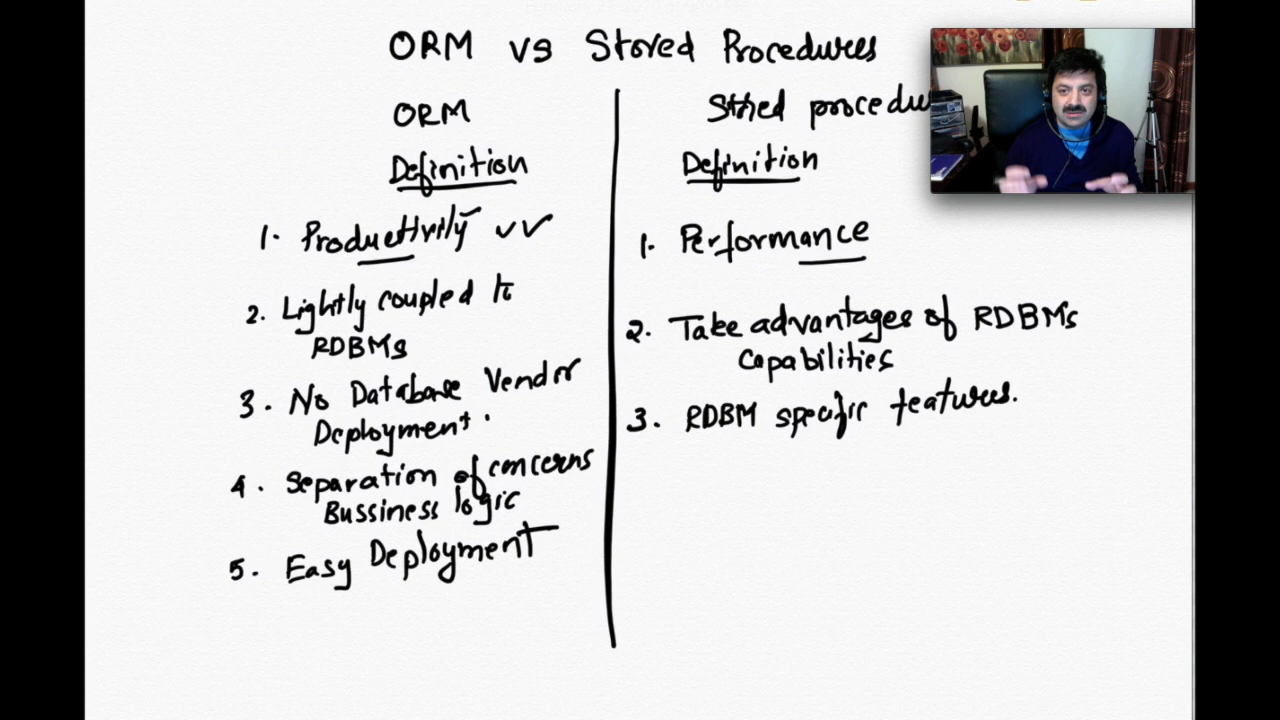 ORM vs Stored Procedures
ORM
Definition
1. Productivity
2. Lightly coupled to
RDBMs
3. No Database Vendor
Deployment.
4. Separation of concerns
Bussiness logic
5. Easy Deployment
procedu
Definition
1. Performance
2. Take advantages of RDBMs
Capabilities
3. RDBM specific features.